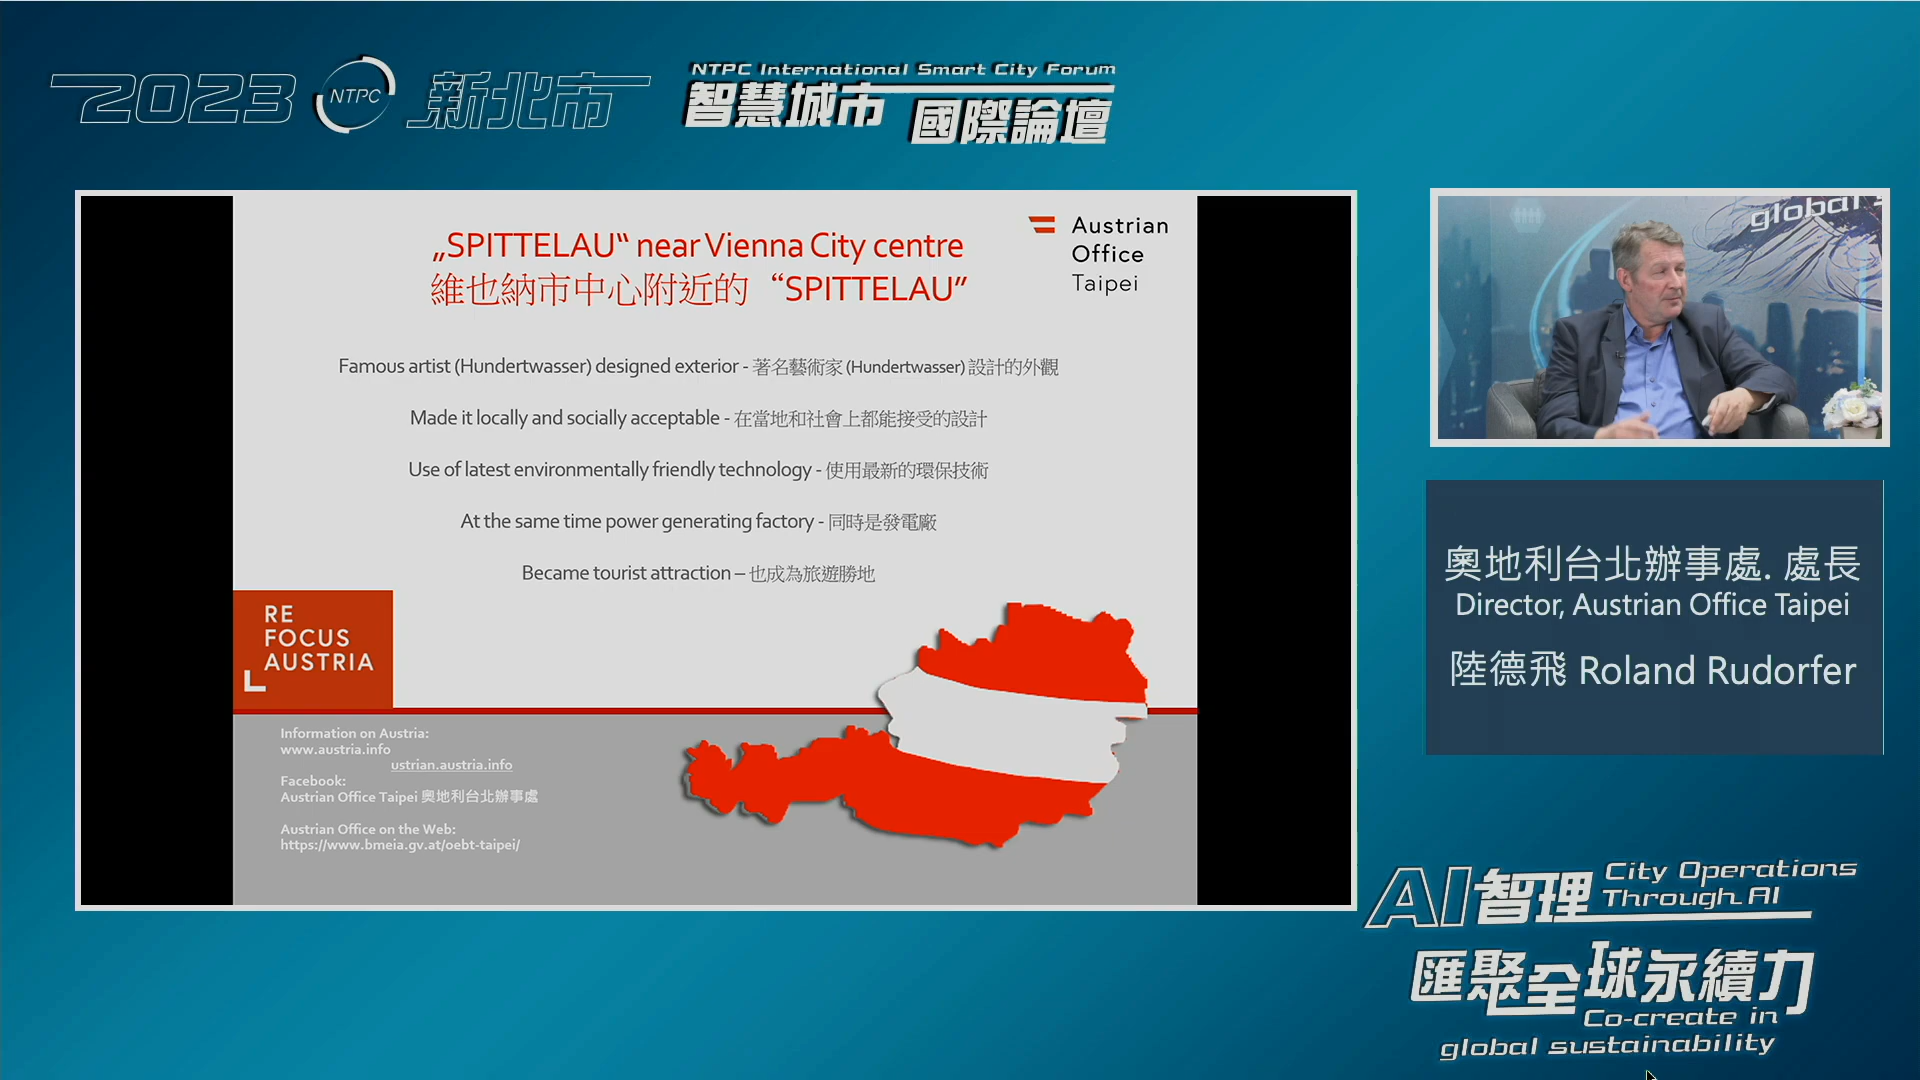 2023 NTPC 新北市
NTPC International Smart City Forum
智慧城市 國際論壇
„SPITTELAU“ near Vienna City centre
維也納市中心附近的“SPITTELAU”
Austrian
Office
Taipei
Famous artist (Hundertwasser) designed exterior - 著名藝術家 (Hundertwasser) 設計的外觀
Made it locally and socially acceptable - 在當地和社會上都能接受的設計
Use of latest environmentally friendly technology - 使用最新的環保技術
At the same time power generating factory - 同時是發電廠
Became tourist attraction – 也成為旅遊勝地
RE
FOCUS
AUSTRIA
Information on Austria:
www.austria.info
ustrian.austria.info
Facebook:
Austrian Office Taipei 奧地利台北辦事處
Austrian Office on the Web:
https://www.bmeia.gv.at/oebt-taipei/
global s
奧地利台北辦事處. 處長
Director, Austrian Office Taipei
陸德飛 Roland Rudorfer
AI智理 City Operations
Through AI
匯聚全球永續力
Co-create in
global sustainability